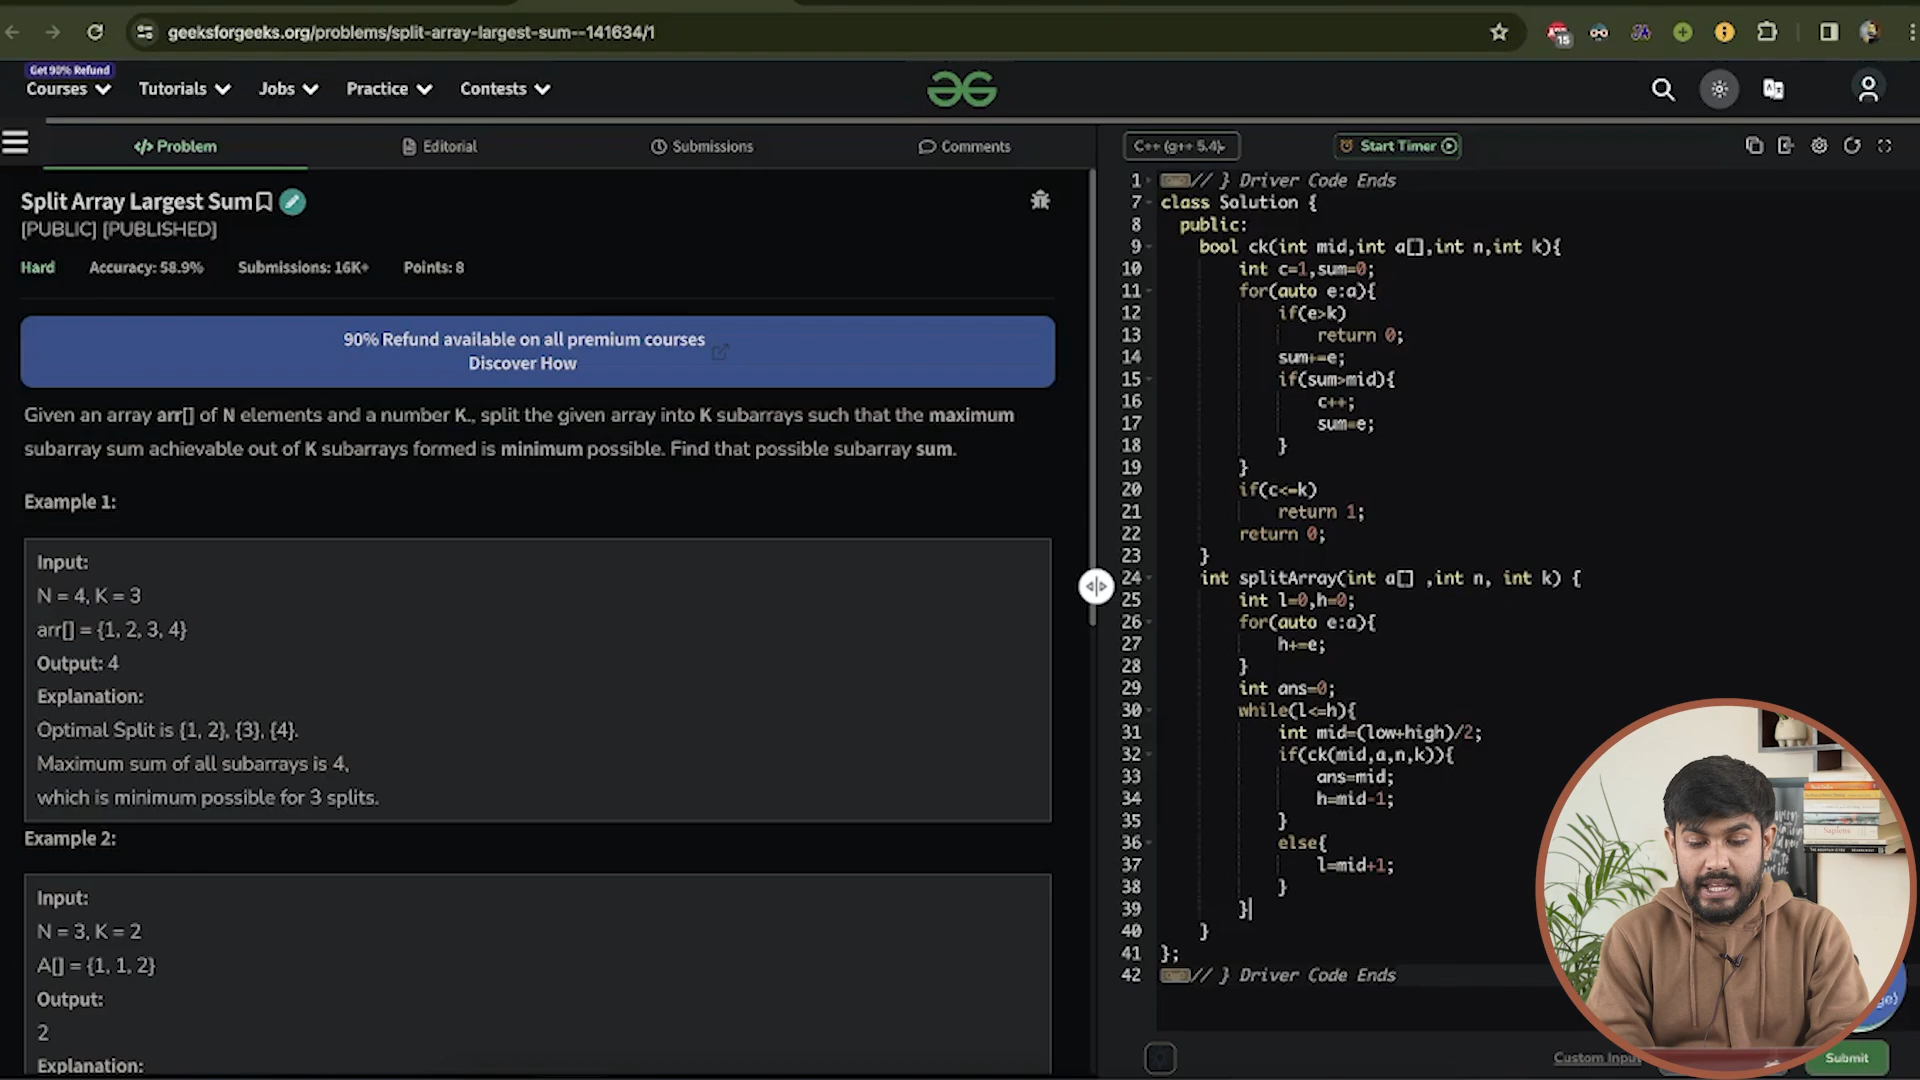 geeksforgeeks.org/problems/split-array-largest-sum--141634/1
15
Get 90% Refund
Courses
Tutorials
Jobs
Practice
Contests
Problem
Editorial
Submissions
Comments
Split Array Largest Sum
[PUBLIC] [PUBLISHED]
Hard
Accuracy: 58.9%
Submissions: 16K+
Points: 8
90% Refund available on all premium courses
Discover How
Given an array arr[] of N elements and a number K., split the given array into K subarrays such that the maximum
subarray sum achievable out of K subarrays formed is minimum possible. Find that possible subarray sum.
Example 1:
Input:
N = 4, K = 3
arr[] = {1, 2, 3, 4}
Output: 4
Explanation:
Optimal Split is {1, 2}, {3}, {4}.
Maximum sum of all subarrays is 4,
which is minimum possible for 3 splits.
Example 2:
Input:
N = 3, K = 2
A[] = {1, 1, 2}
Output:
2
Explanation:
C++ (g++ 5.4)
Start Timer
1 // } Driver Code Ends
7 class Solution {
8 public:
9 bool ck(int mid,int a[],int n,int k){
10 int c=1,sum=0;
11 for(auto e:a){
12 if(e>k)
13 return 0;
14 sum+=e;
15 if(sum>mid){
16 c++;
17 sum=e;
18 }
19 }
20 if(c<=k)
21 return 1;
22 return 0;
23 }
24 int splitArray(int a[] ,int n, int k) {
25 int l=0,h=0;
26 for(auto e:a){
27 h+=e;
28 }
29 int ans=0;
30 while(l<=h){
31 int mid=(low+high)/2;
32 if(ck(mid,a,n,k)){
33 ans=mid;
34 h=mid-1;
35 }
36 else{
37 l=mid+1;
38 }
39 }
40 }
41 };
42 // } Driver Code Ends
Sapiens
Custom Input
Submit